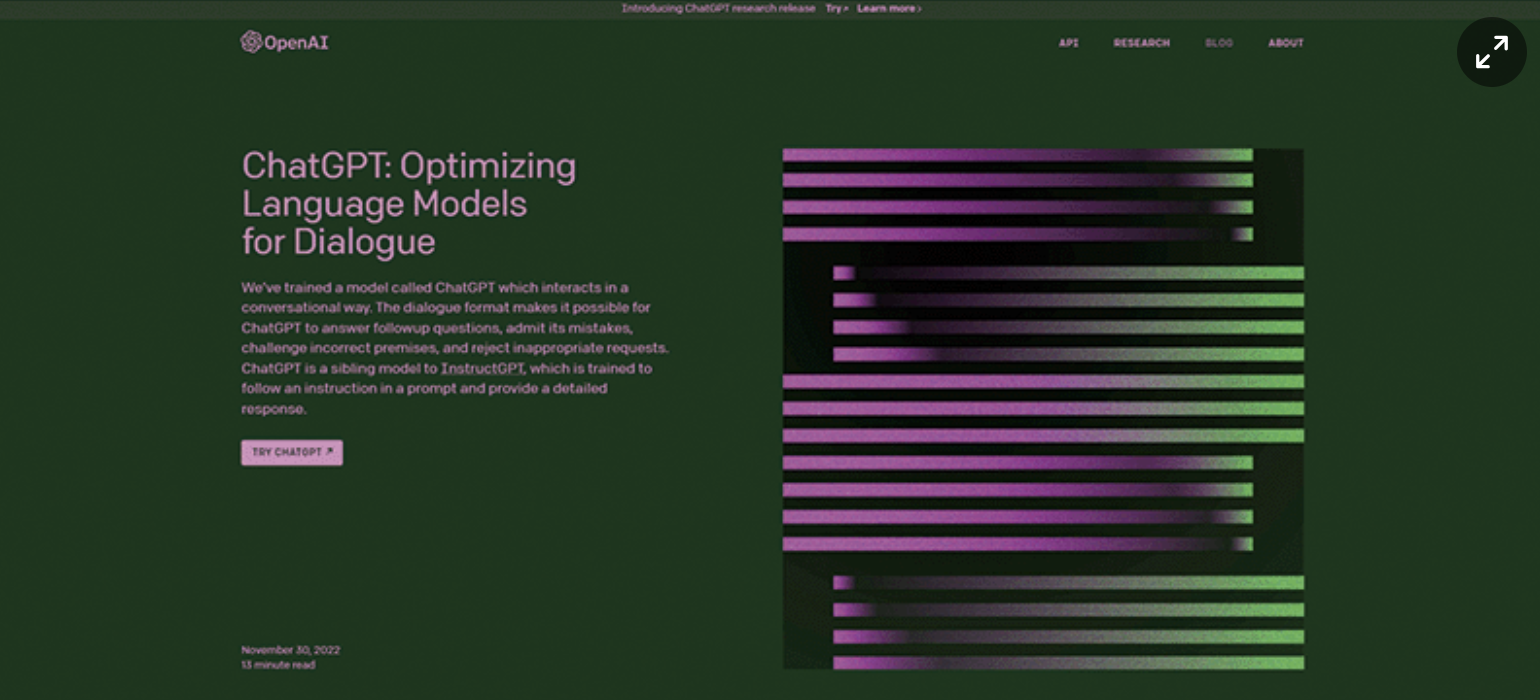 Introducing ChatGPT research release Try↗ Learn more›
OpenAI
API RESEARCH BLOG ABOUT
ChatGPT: Optimizing
Language Models
for Dialogue
We've trained a model called ChatGPT which interacts in a
conversational way. The dialogue format makes it possible for
ChatGPT to answer followup questions, admit its mistakes,
challenge incorrect premises, and reject inappropriate requests.
ChatGPT is a sibling model to InstructGPT, which is trained to
follow an instruction in a prompt and provide a detailed
response.
TRY CHATGPT ↗
November 30, 2022
13 minute read